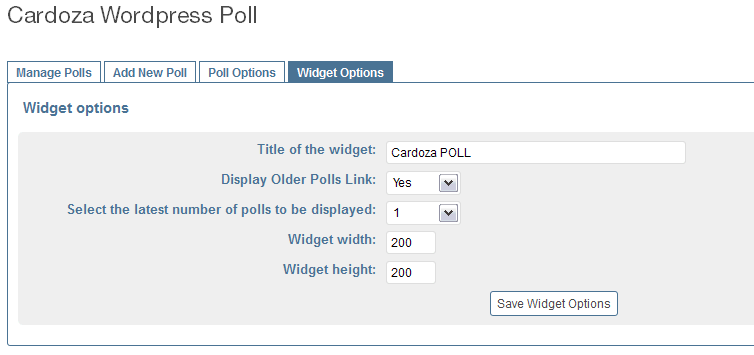 Cardoza Wordpress Poll
Manage Polls Add New Poll Poll Options Widget Options
Widget options
Title of the widget: Cardoza POLL
Display Older Polls Link: Yes
Select the latest number of polls to be displayed: 1
Widget width: 200
Widget height: 200
Save Widget Options